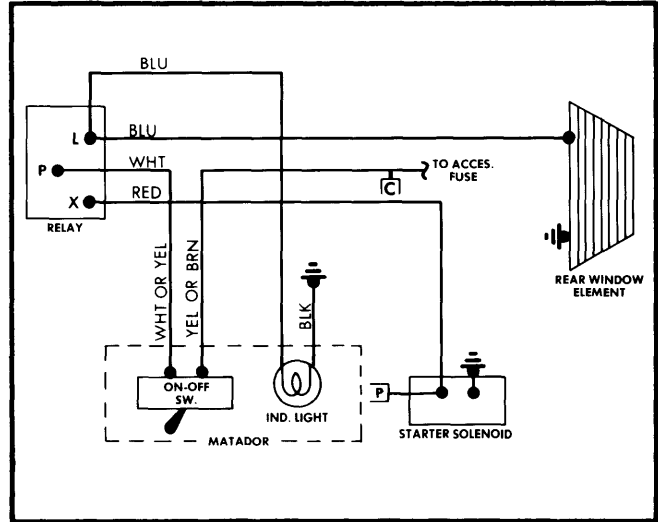 BLU
L
BLU
P
WHT
TO ACCES.
FUSE
C
X
RED
RELAY
WHT OR YEL
YEL OR BRN
BLK
REAR WINDOW
ELEMENT
ON-OFF
SW.
IND. LIGHT
P
STARTER SOLENOID
MATADOR